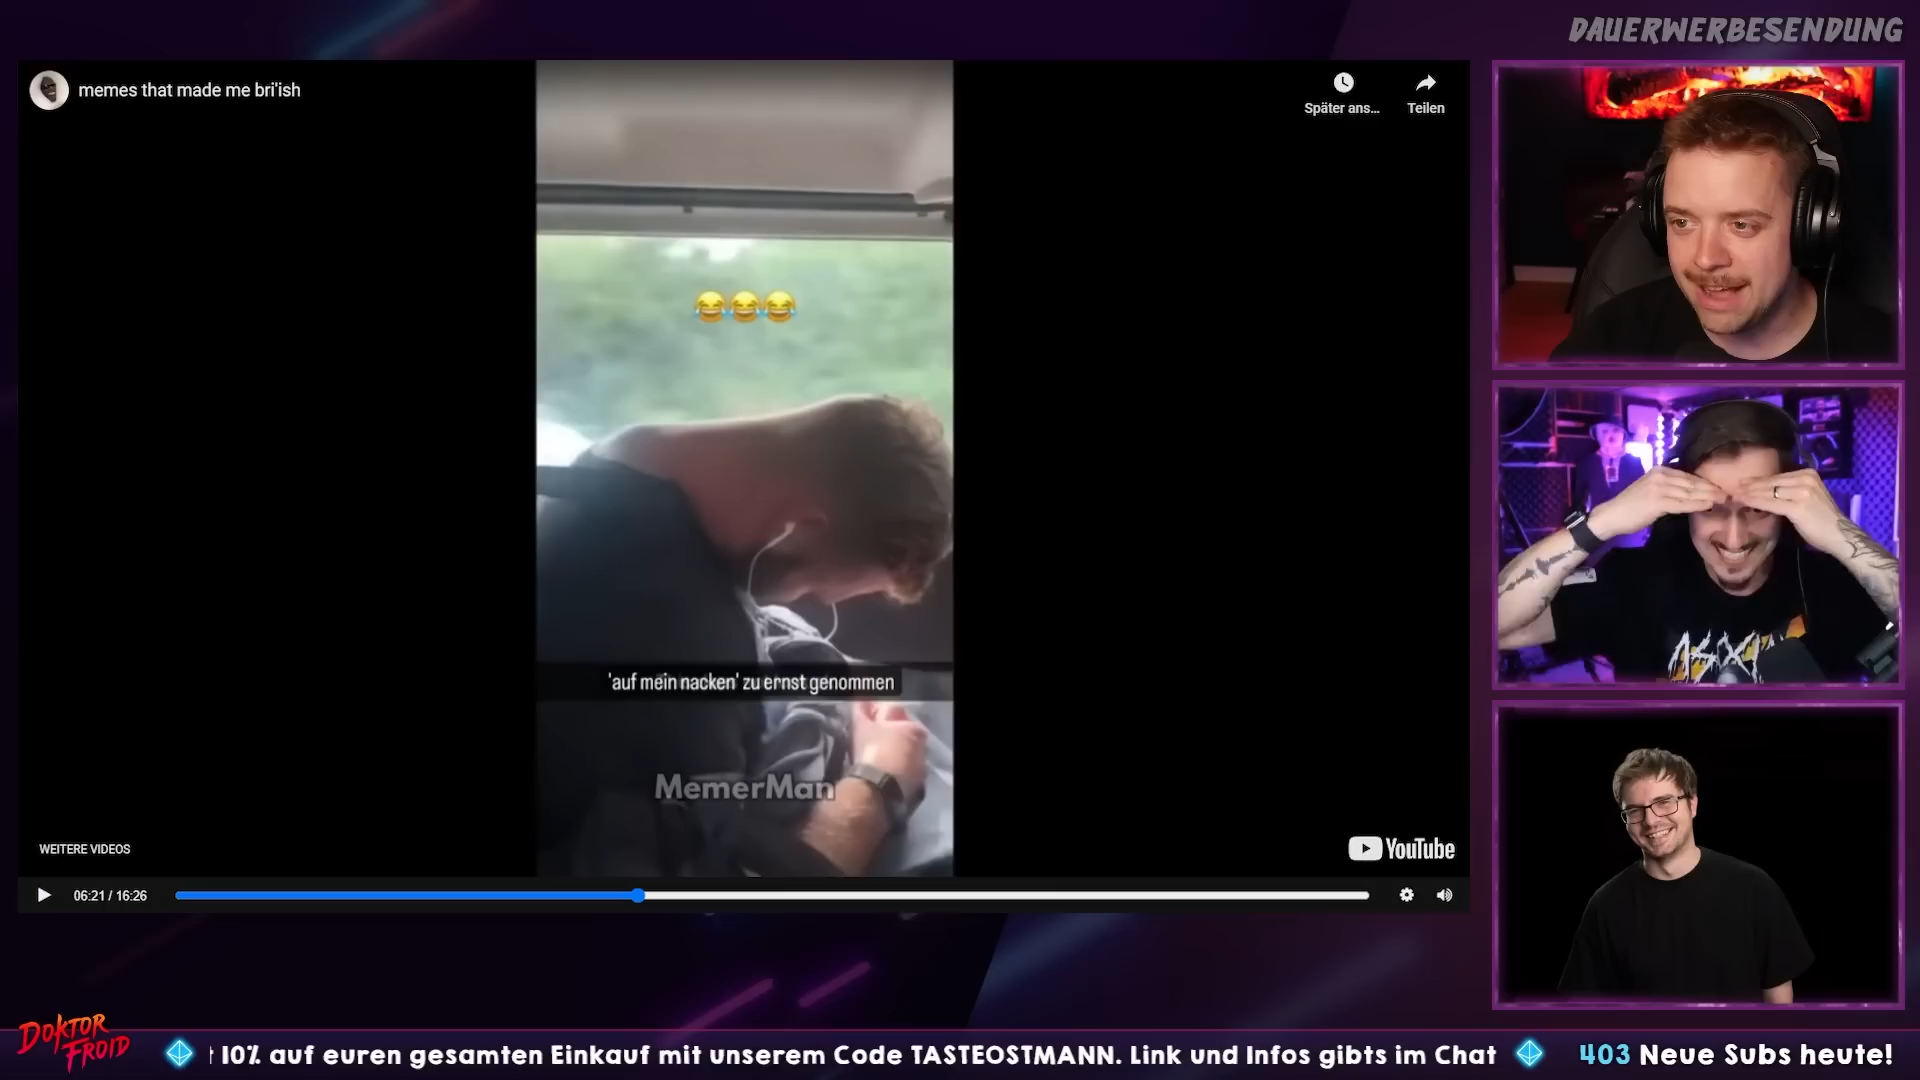 DAUERWERBESENDUNG
memes that made me bri'ish
Später ans...
Teilen
'auf mein nacken' zu ernst genommen
MemerMan
WEITERE VIDEOS
YouTube
06:21 / 16:26
DOKTOR FROID
10% auf euren gesamten Einkauf mit unserem Code TASTEOSTMANN. Link und Infos gibts im Chat
403 Neue Subs heute!